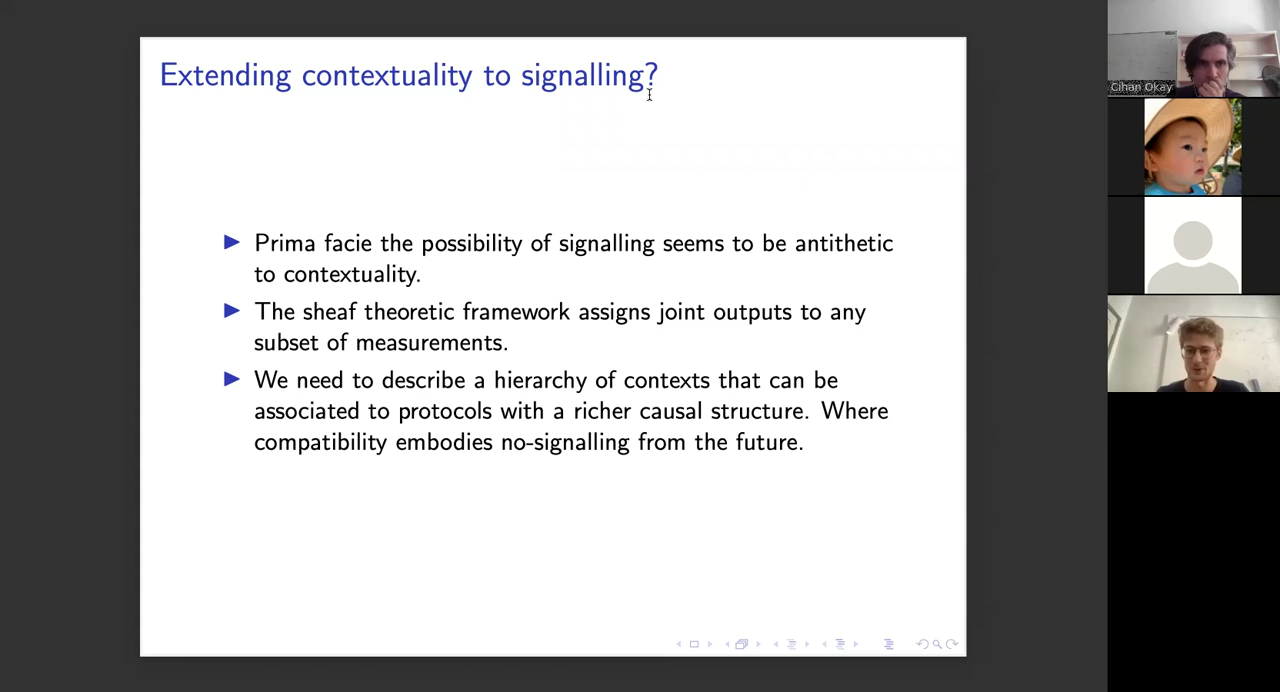 Extending contextuality to signalling?
Prima facie the possibility of signalling seems to be antithetic
to contextuality.
The sheaf theoretic framework assigns joint outputs to any
subset of measurements.
We need to describe a hierarchy of contexts that can be
associated to protocols with a richer causal structure. Where
compatibility embodies no-signalling from the future.
Cihan Okay